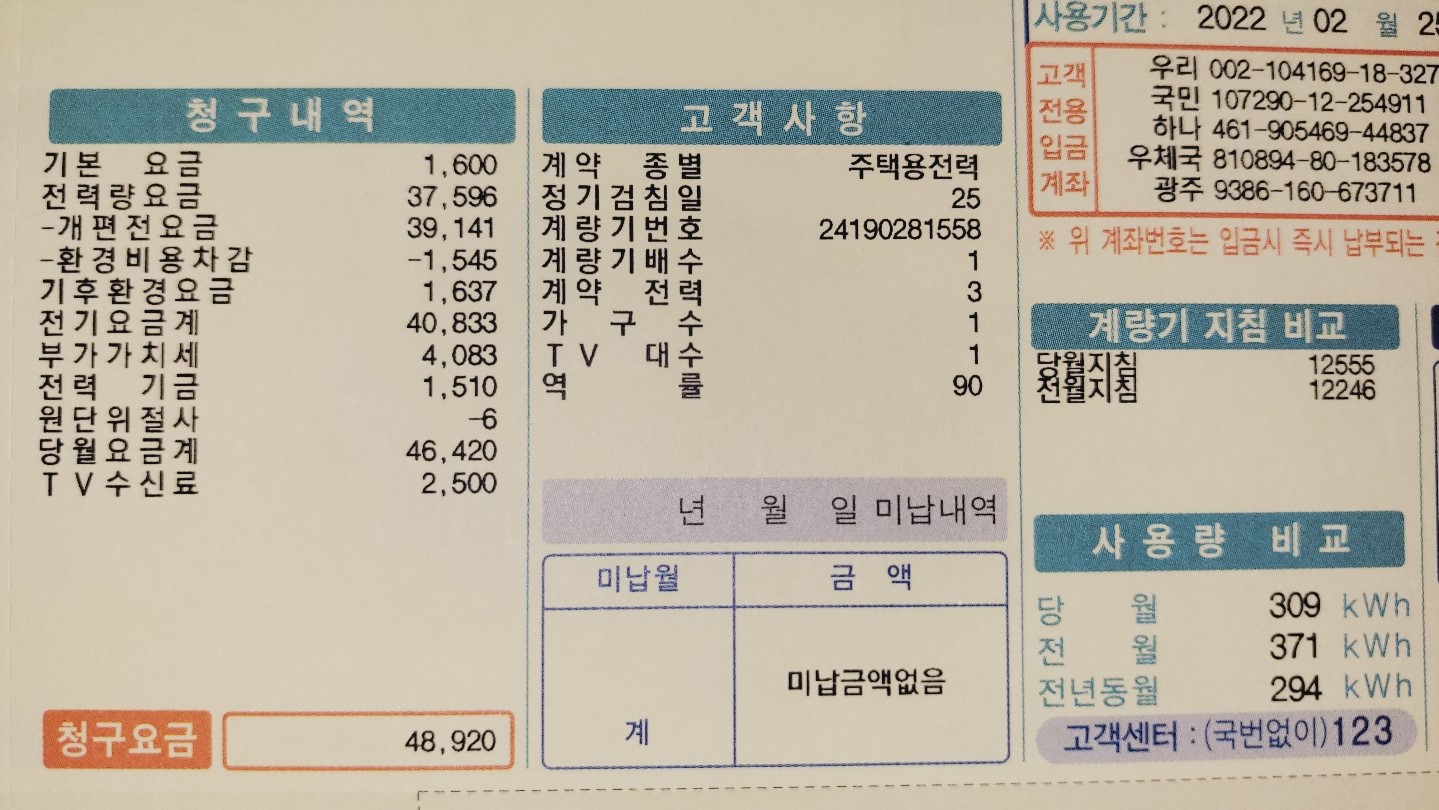 청구내역
기본 요금 1,600
전력량요금 37,596
-개편전요금 39,141
-환경비용차감 -1,545
기후환경요금 1,637
전기요금계 40,833
부가가치세 4,083
전력 기금 1,510
원단위절사 -6
당월요금계 46,420
TV수신료 2,500
청구요금 48,920
고객사항
계약 종별 주택용전력
정기검침일 25
계량기번호 24190281558
계량기배수 1
계약 전력 3
가 구 수 1
TV 대수 1
역 률 90
년 월 일 미납내역
미납월 금 액
미납금액없음
계
사용기간 : 2022 년 02 월
고객
전용
입금
계좌
우리 002-104169-18-327
국민 107290-12-254911
하나 461-905469-44837
우체국 810894-80-183578
광주 9386-160-673711
※ 위 계좌번호는 입금시 즉시 납부되는
계량기 지침 비교
당월지침 12555
전월지침 12246
사용량 비교
당 월 309 kWh
전 월 371 kWh
전년동월 294 kWh
고객센터 : (국번없이) 123